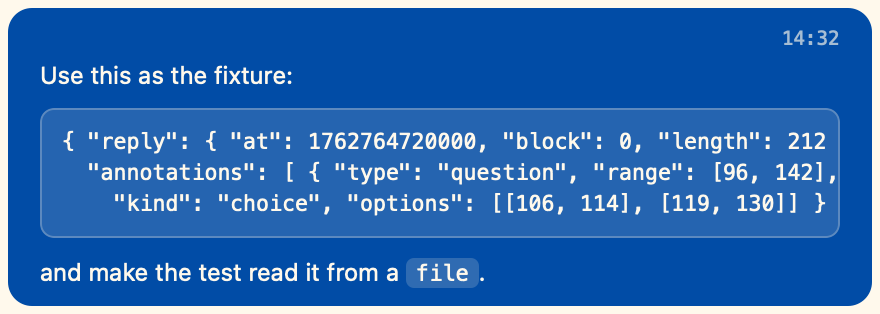 14:32
Use this as the fixture:
{ "reply": { "at": 1762764720000, "block": 0, "length": 212
"annotations": [ { "type": "question", "range": [96, 142],
"kind": "choice", "options": [[106, 114], [119, 130]] }
and make the test read it from a file.